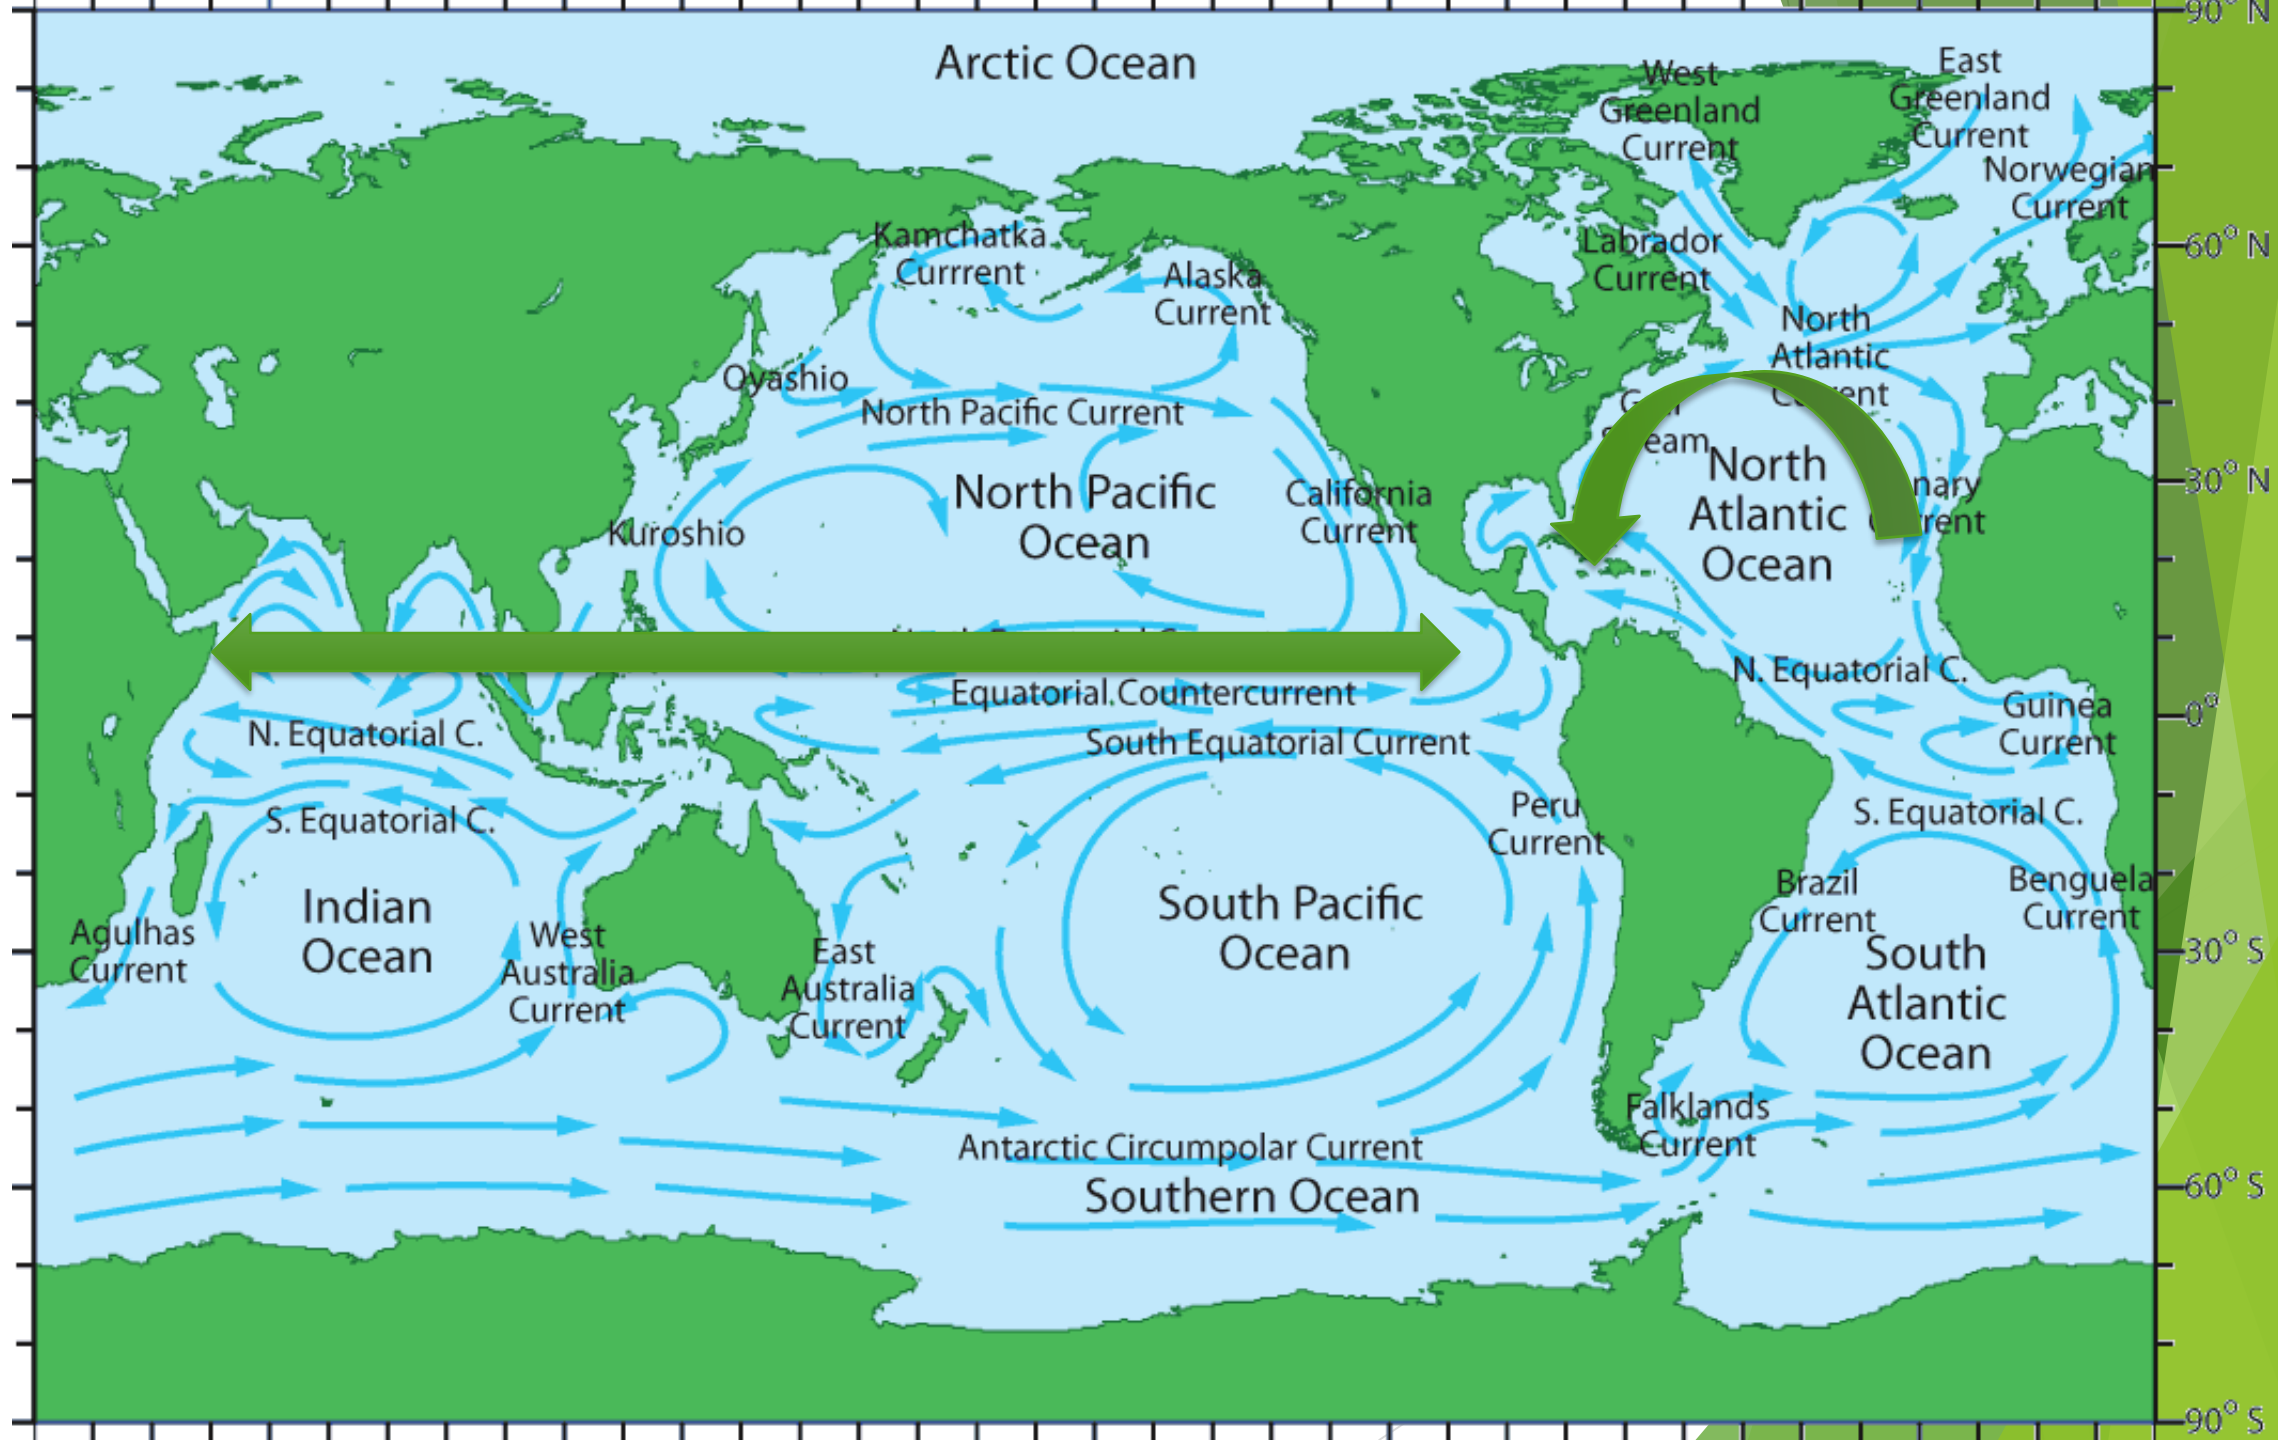 90° N
Arctic Ocean
West
Greenland
Current
East
Greenland
Current
Norwegian
Current
Kamchatka
Currrent
Alaska
Current
Labrador
Current
60° N
North
Atlantic
Oyashio
North Pacific Current
North Pacific
Ocean
California
Current
North
Atlantic
Ocean
30° N
Kuroshio
N. Equatorial C.
Equatorial Countercurrent
South Equatorial Current
N. Equatorial C.
Guinea
Current
0°
S. Equatorial C.
Peru
Current
S. Equatorial C.
Indian
Ocean
Agulhas
Current
West
Australia
Current
East
Australia
Current
South Pacific
Ocean
Brazil
Current
Benguela
Current
South
Atlantic
Ocean
30° S
Falklands
Current
Antarctic Circumpolar Current
Southern Ocean
60° S
90° S